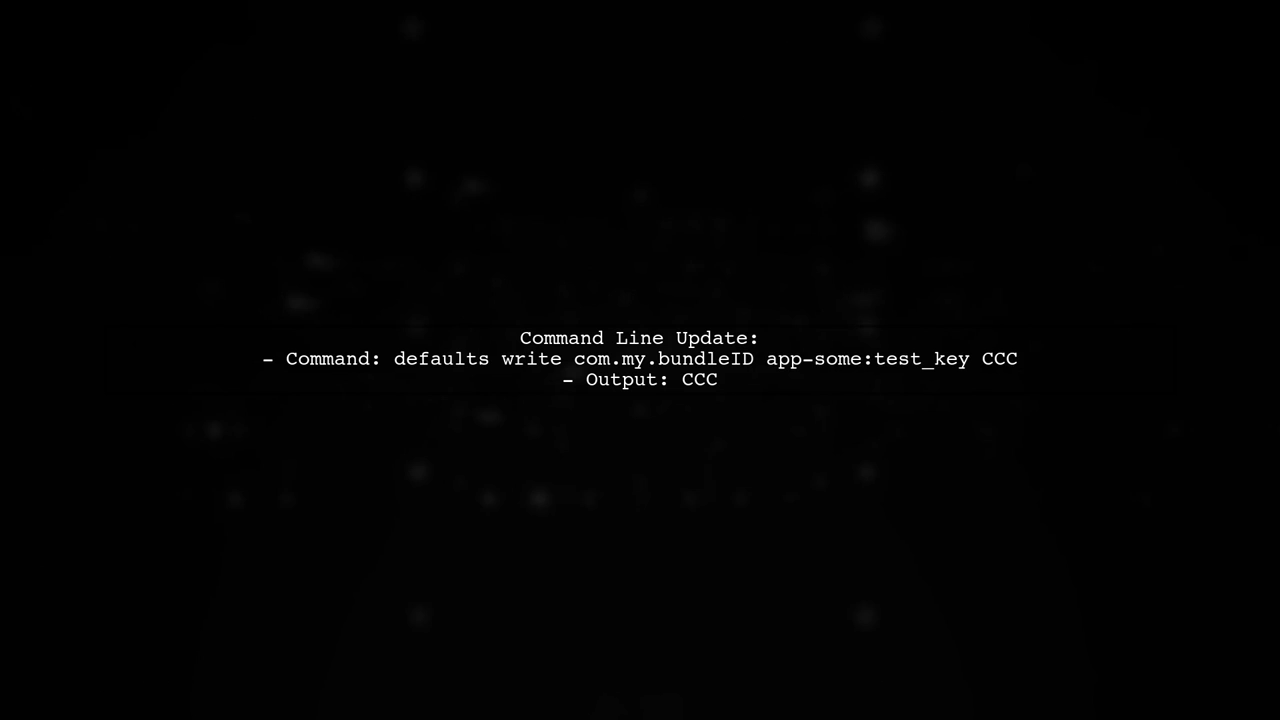 Command Line Update:
- Command: defaults write com.my.bundleID app-some:test_key CCC
- Output: CCC